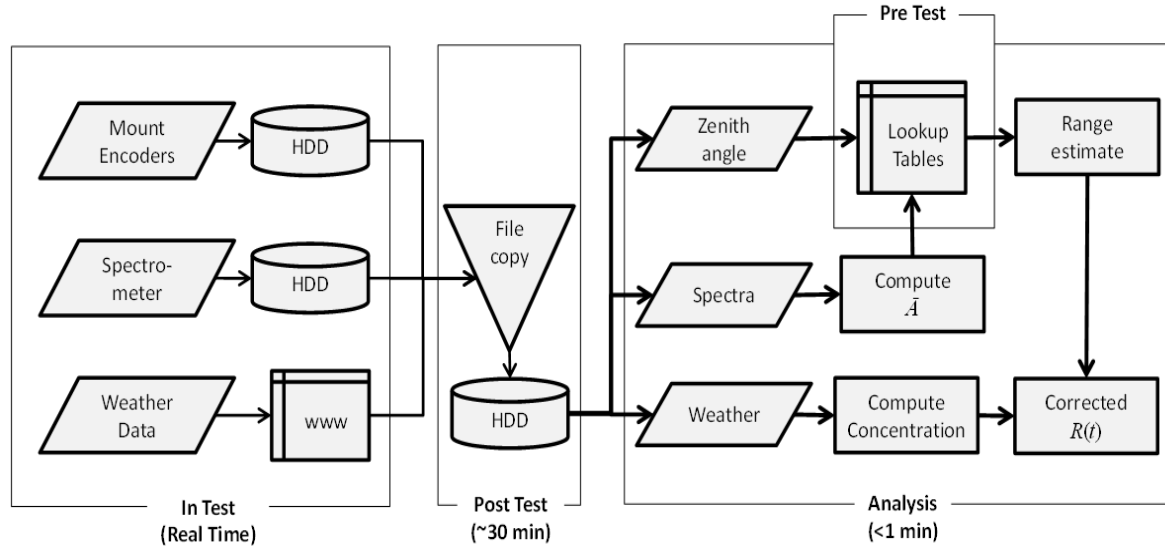 Pre Test
Mount
Encoders
HDD
Zenith
angle
Lookup
Tables
Range
estimate
File
copy
Spectro-
meter
HDD
Spectra
Compute
Ā
Weather
Data
www
HDD
Weather
Compute
Concentration
Corrected
R(t)
In Test
(Real Time)
Post Test
(~30 min)
Analysis
(<1 min)